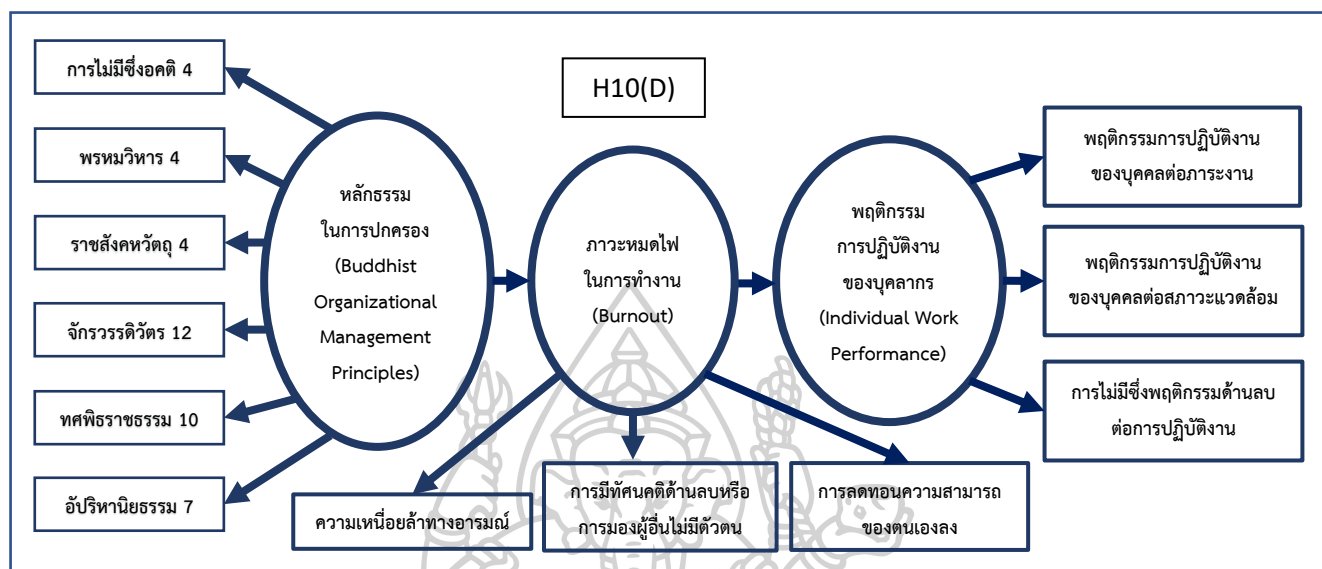 การไม่มีซึ่งอคติ 4
พรหมวิหาร 4
ราชสังคหวัตถุ 4
จักรวรรดิวัตร 12
ทศพิธราชธรรม 10
อัปริหานิยธรรม 7
หลักธรรม
ในการปกครอง
(Buddhist
Organizational
Management
Principles)
H10(D)
ภาวะหมดไฟ
ในการทำงาน
(Burnout)
ความเหนื่อยล้าทางอารมณ์
การมีทัศนคติด้านลบหรือ
การมองผู้อื่นไม่มีตัวตน
การลดทอนความสามารถ
ของตนเองลง
พฤติกรรม
การปฏิบัติงาน
ของบุคลากร
(Individual Work
Performance)
พฤติกรรมการปฏิบัติงาน
ของบุคคลต่อภาระงาน
พฤติกรรมการปฏิบัติงาน
ของบุคคลต่อสภาวะแวดล้อม
การไม่มีซึ่งพฤติกรรมด้านลบ
ต่อการปฏิบัติงาน